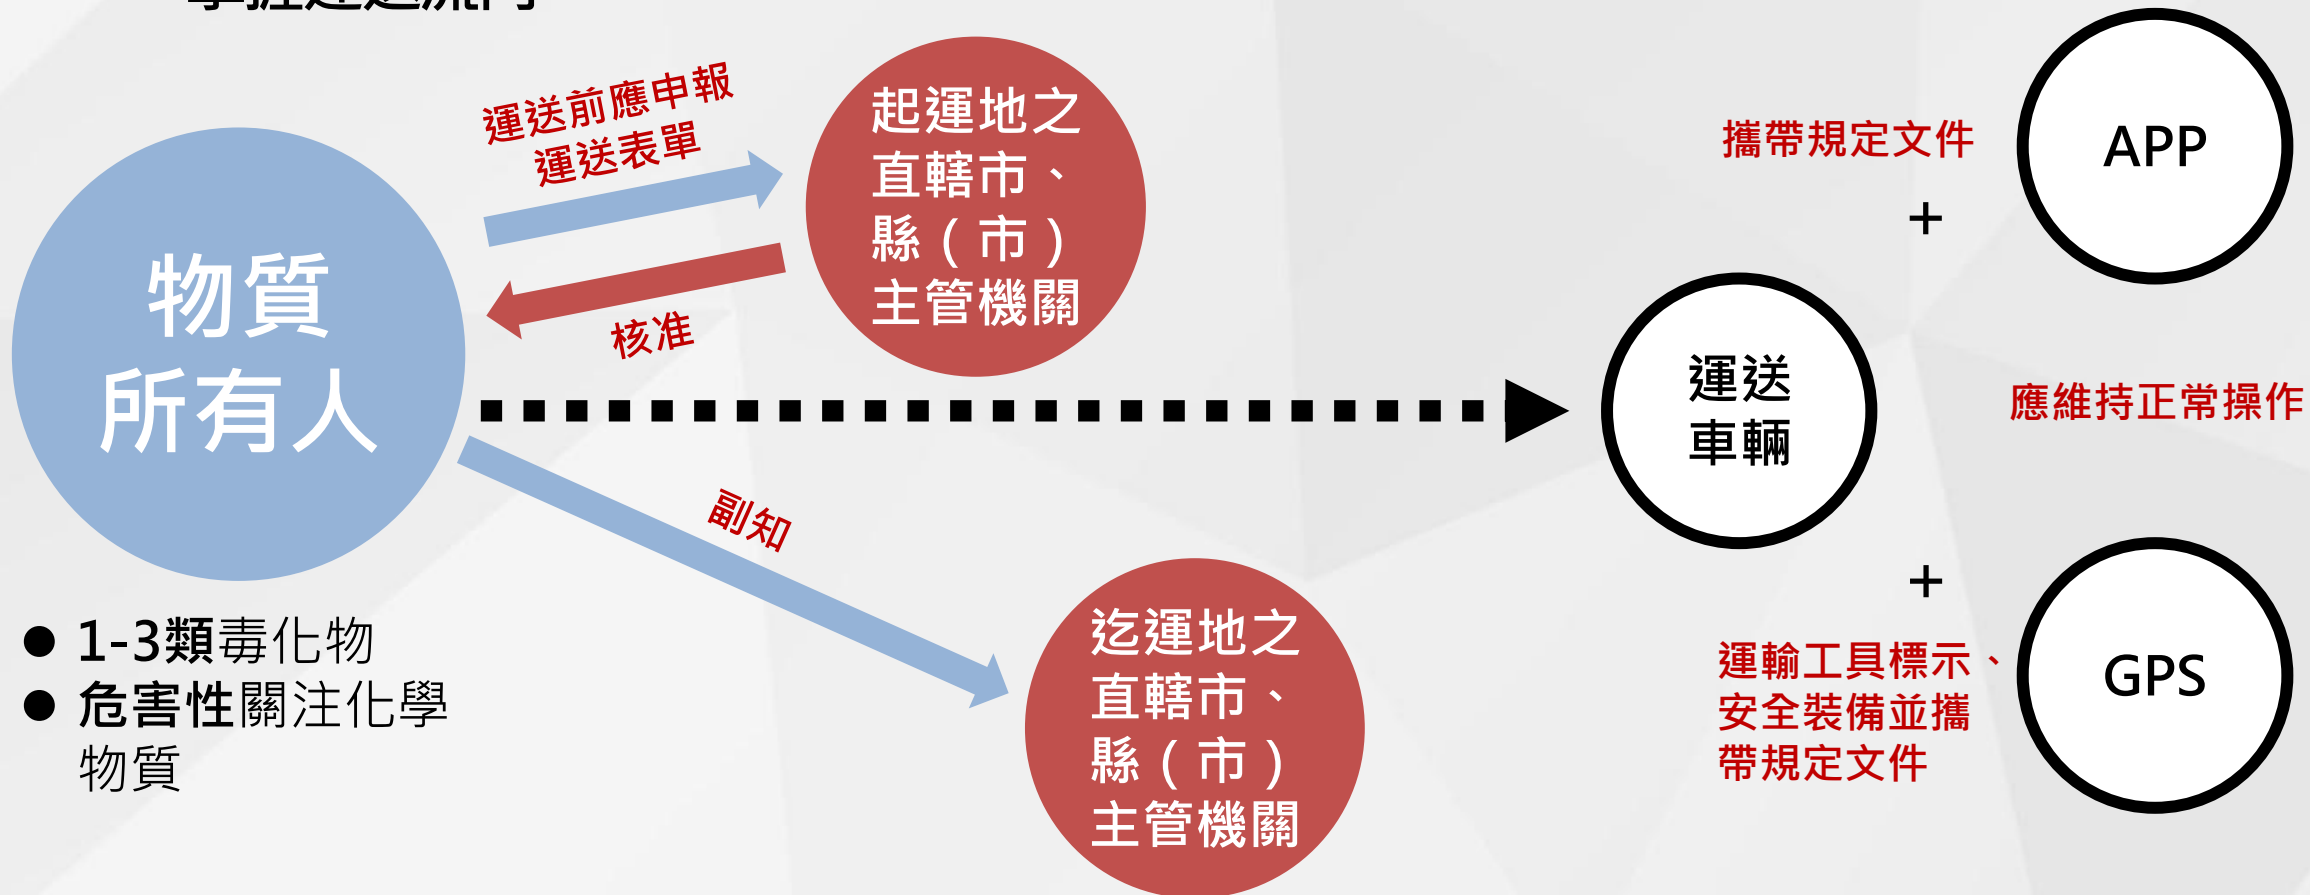 運送前應申報
運送表單
核准
副知
物質
所有人
● 1-3類毒化物
● 危害性關注化學
物質
起運地之
直轄市、
縣（市）
主管機關
迄運地之
直轄市、
縣（市）
主管機關
運送
車輛
攜帶規定文件
+
APP
應維持正常操作
+
運輸工具標示、
安全裝備並攜
帶規定文件
GPS